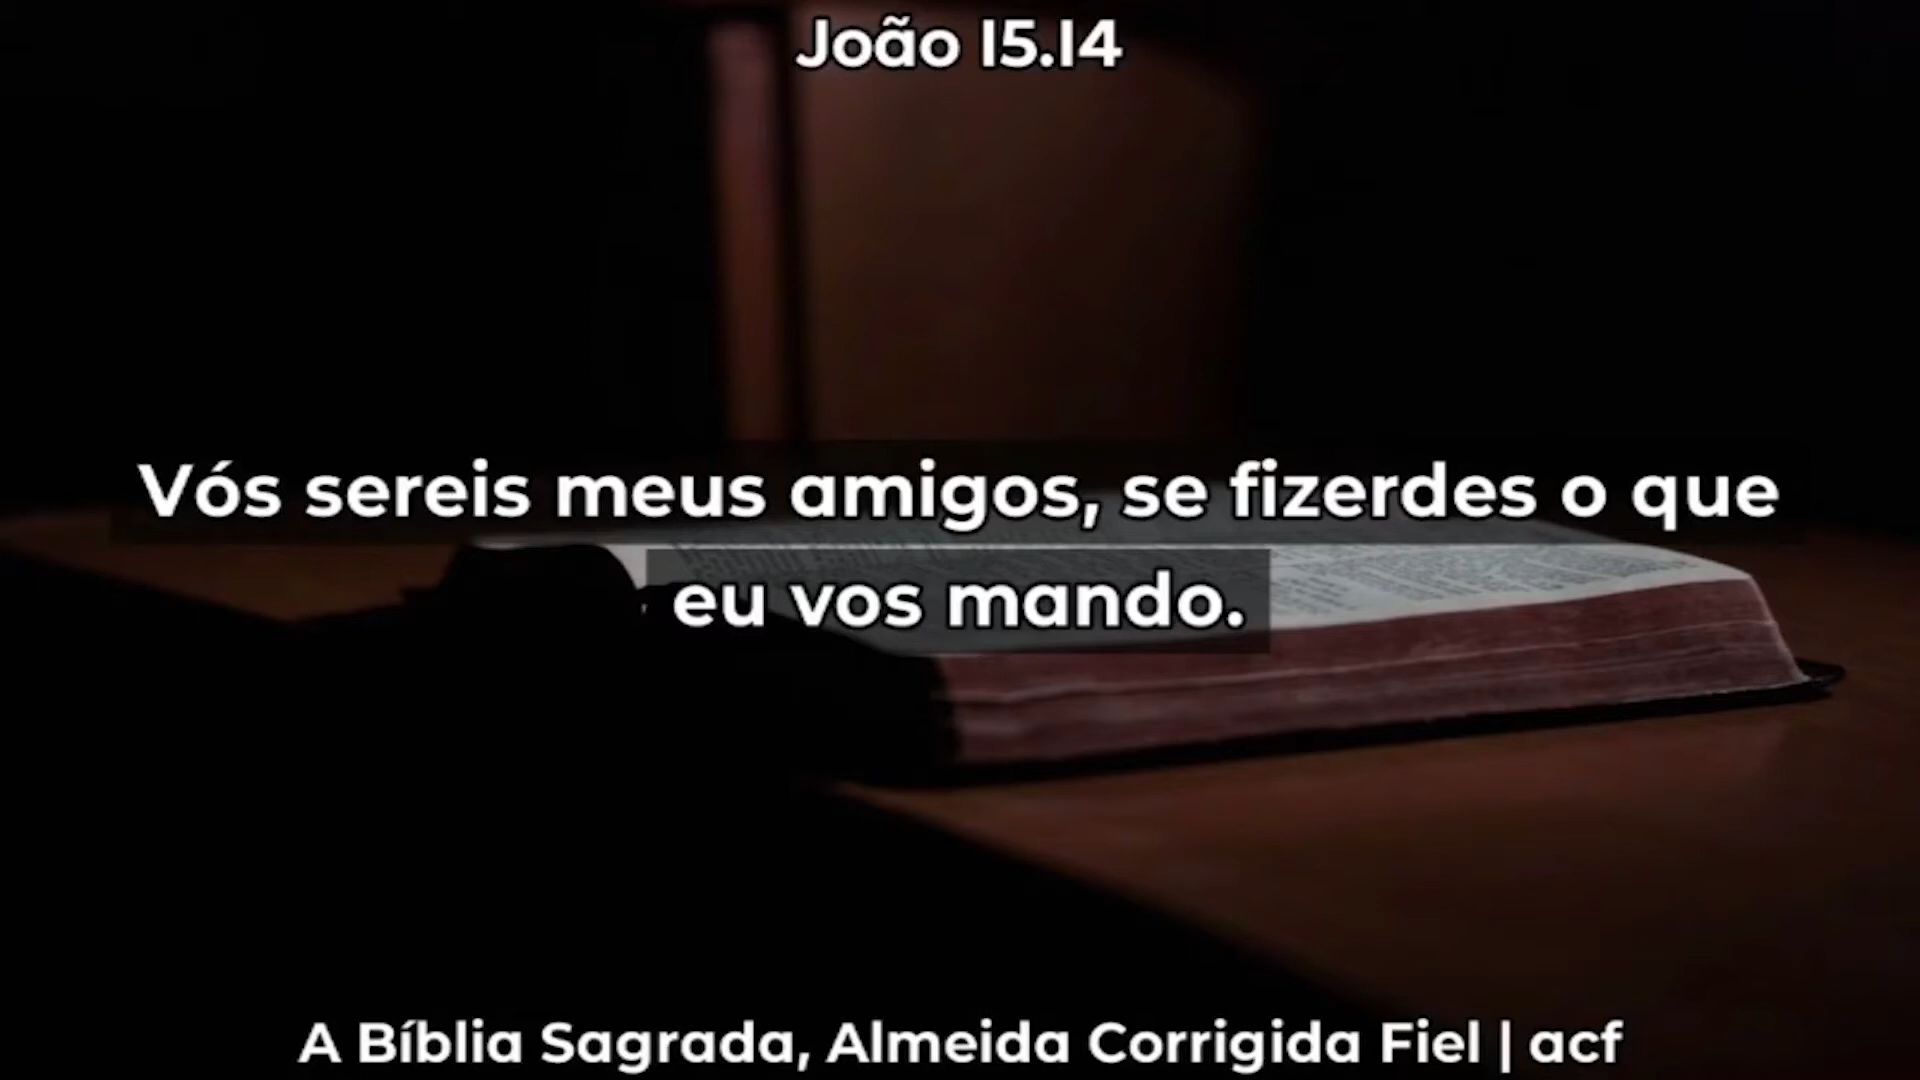 João 15.14
Vós sereis meus amigos, se fizerdes o que
eu vos mando.
A Bíblia Sagrada, Almeida Corrigida Fiel | acf